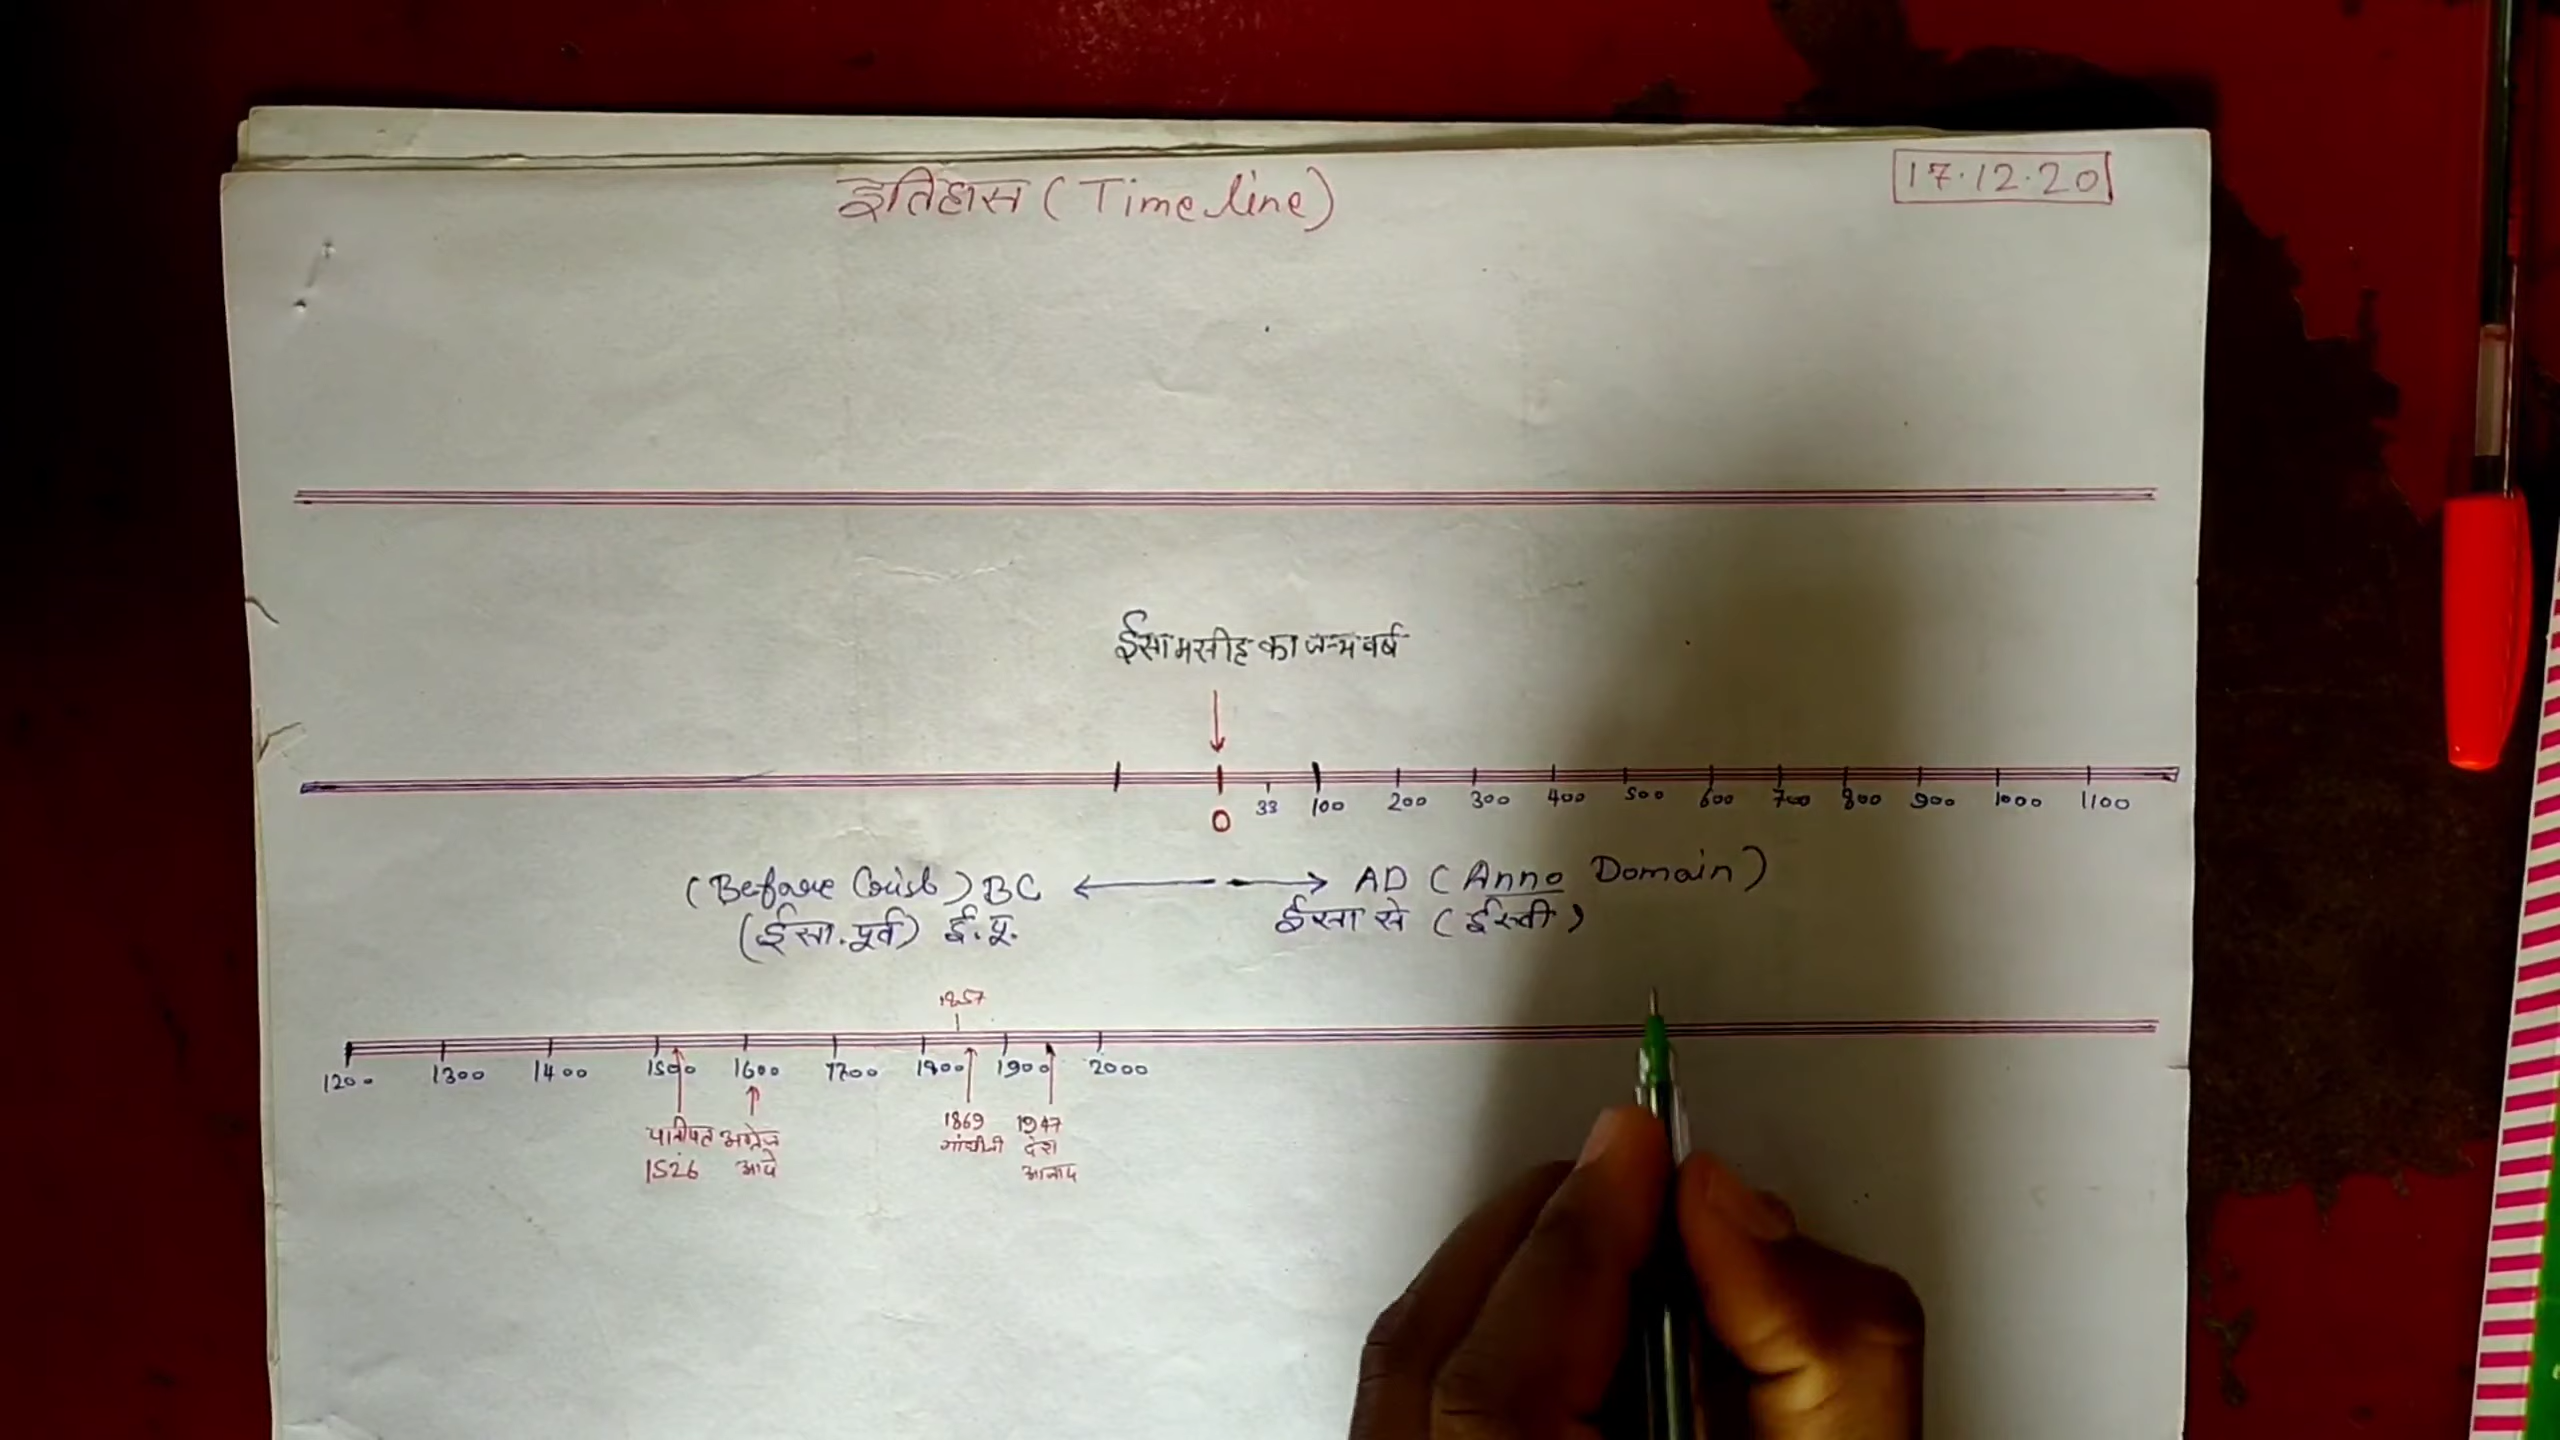 इतिहास (Time line)
17.12.20
ईसा मसीह का जन्म वर्ष
0 33 100 200 300 400 500 600 700 800 900 1000 1100
(Before Crist) BC
AD (Anno Domain)
(ईसा. पूर्व) ई. पू.
ईसा से (ईस्वी)
1857
1200 1300 1400 1500 1600 1700 1800 1900 2000
पानीपत
1526
अंग्रेज
आये
1869
गांधीजी
1947
देश
आजाद